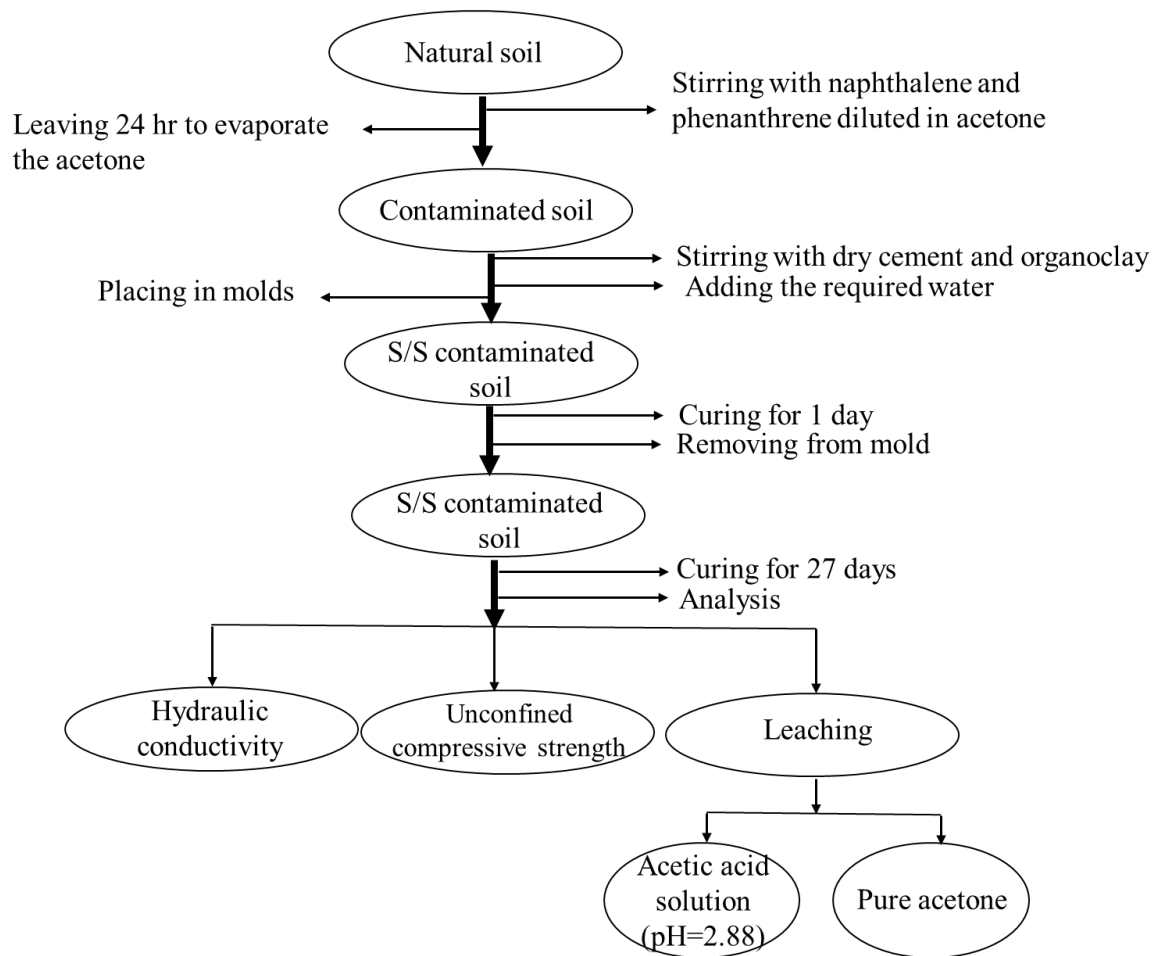 Natural soil
Stirring with naphthalene and
phenanthrene diluted in acetone
Leaving 24 hr to evaporate
the acetone
Contaminated soil
Stirring with dry cement and organoclay
Adding the required water
Placing in molds
S/S contaminated
soil
Curing for 1 day
Removing from mold
S/S contaminated
soil
Curing for 27 days
Analysis
Hydraulic
conductivity
Unconfined
compressive strength
Leaching
Acetic acid
solution
(pH=2.88)
Pure acetone